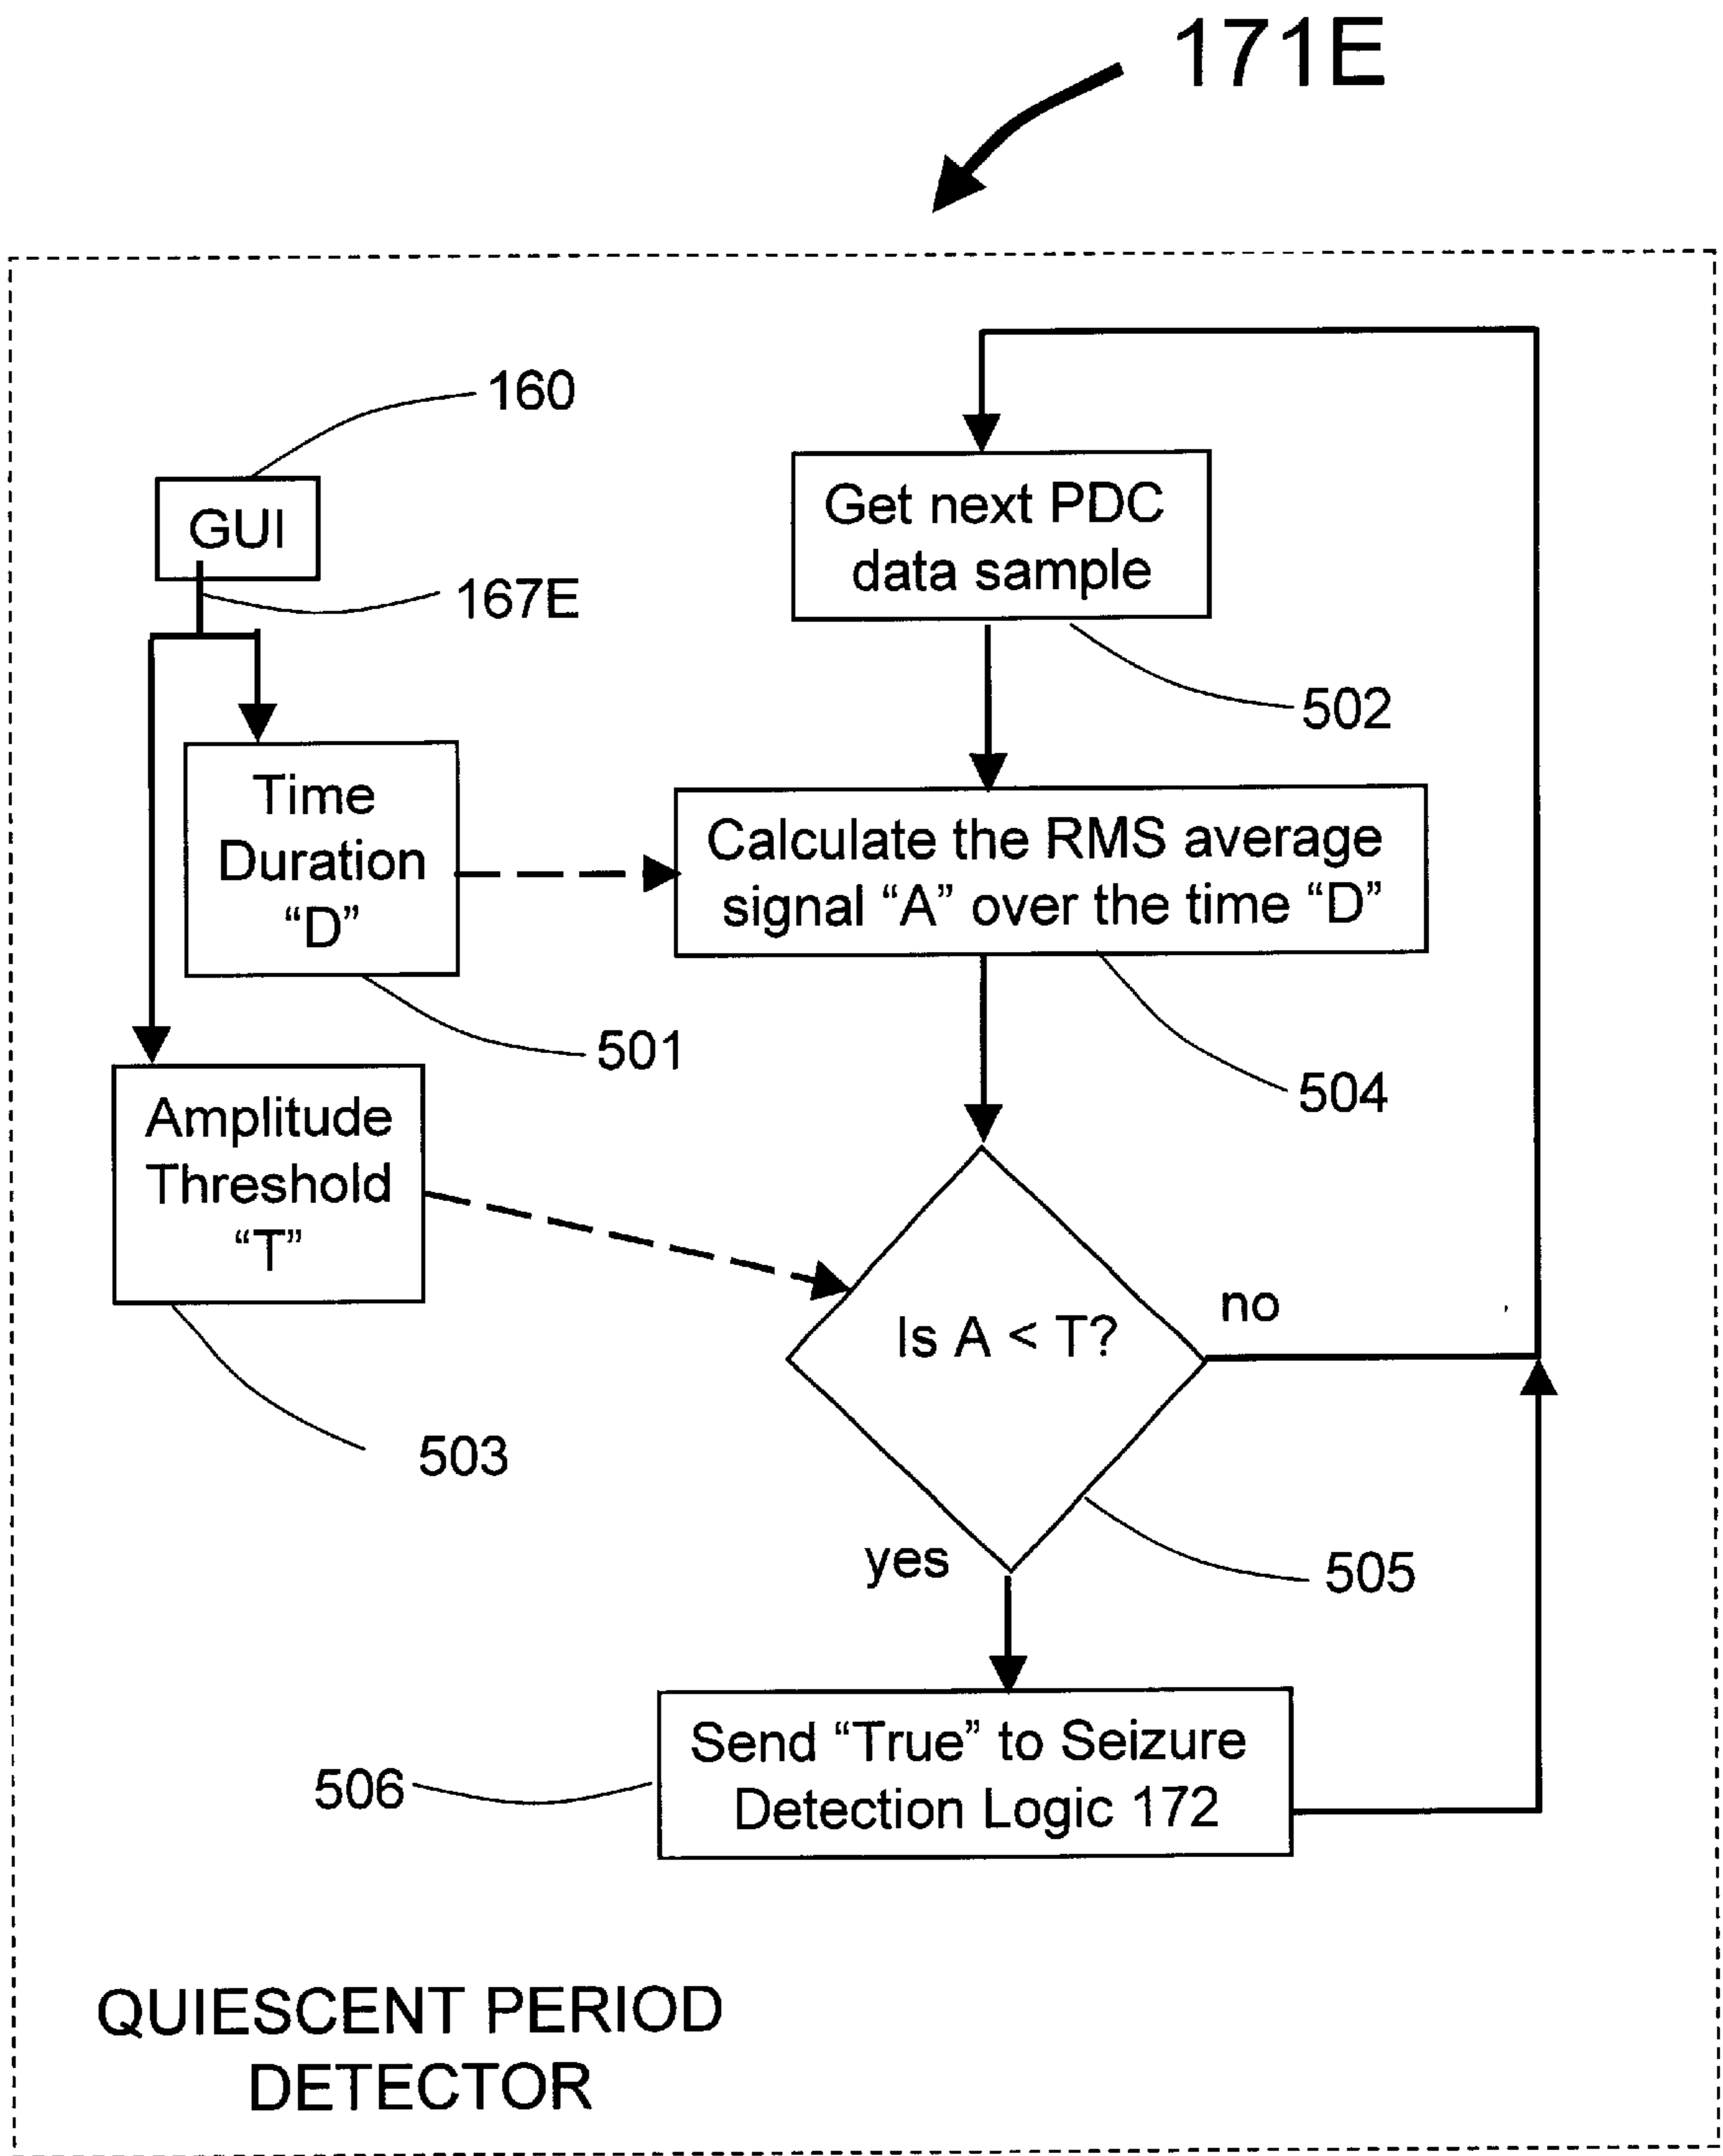 171E
160
GUI
167E
Get next PDC
data sample
502
Time
Duration
“D”
501
Calculate the RMS average
signal “A” over the time “D”
504
Amplitude
Threshold
“T”
503
Is A < T?
no
yes
505
506
Send “True” to Seizure
Detection Logic 172
QUIESCENT PERIOD
DETECTOR